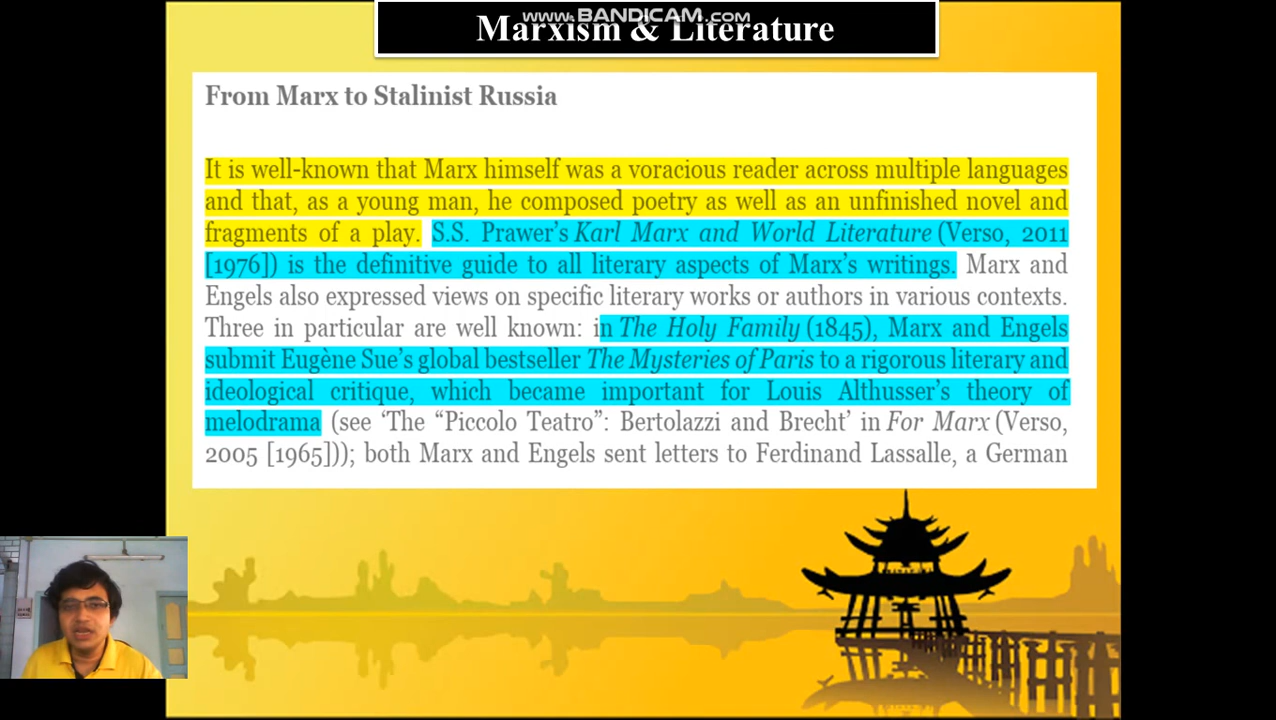 www.BANDICAM.com
Marxism & Literature
From Marx to Stalinist Russia
It is well-known that Marx himself was a voracious reader across multiple languages
and that, as a young man, he composed poetry as well as an unfinished novel and
fragments of a play. S.S. Prawer’s Karl Marx and World Literature (Verso, 2011
[1976]) is the definitive guide to all literary aspects of Marx’s writings. Marx and
Engels also expressed views on specific literary works or authors in various contexts.
Three in particular are well known: in The Holy Family (1845), Marx and Engels
submit Eugène Sue’s global bestseller The Mysteries of Paris to a rigorous literary and
ideological critique, which became important for Louis Althusser’s theory of
melodrama (see ‘The “Piccolo Teatro”: Bertolazzi and Brecht’ in For Marx (Verso,
2005 [1965])); both Marx and Engels sent letters to Ferdinand Lassalle, a German